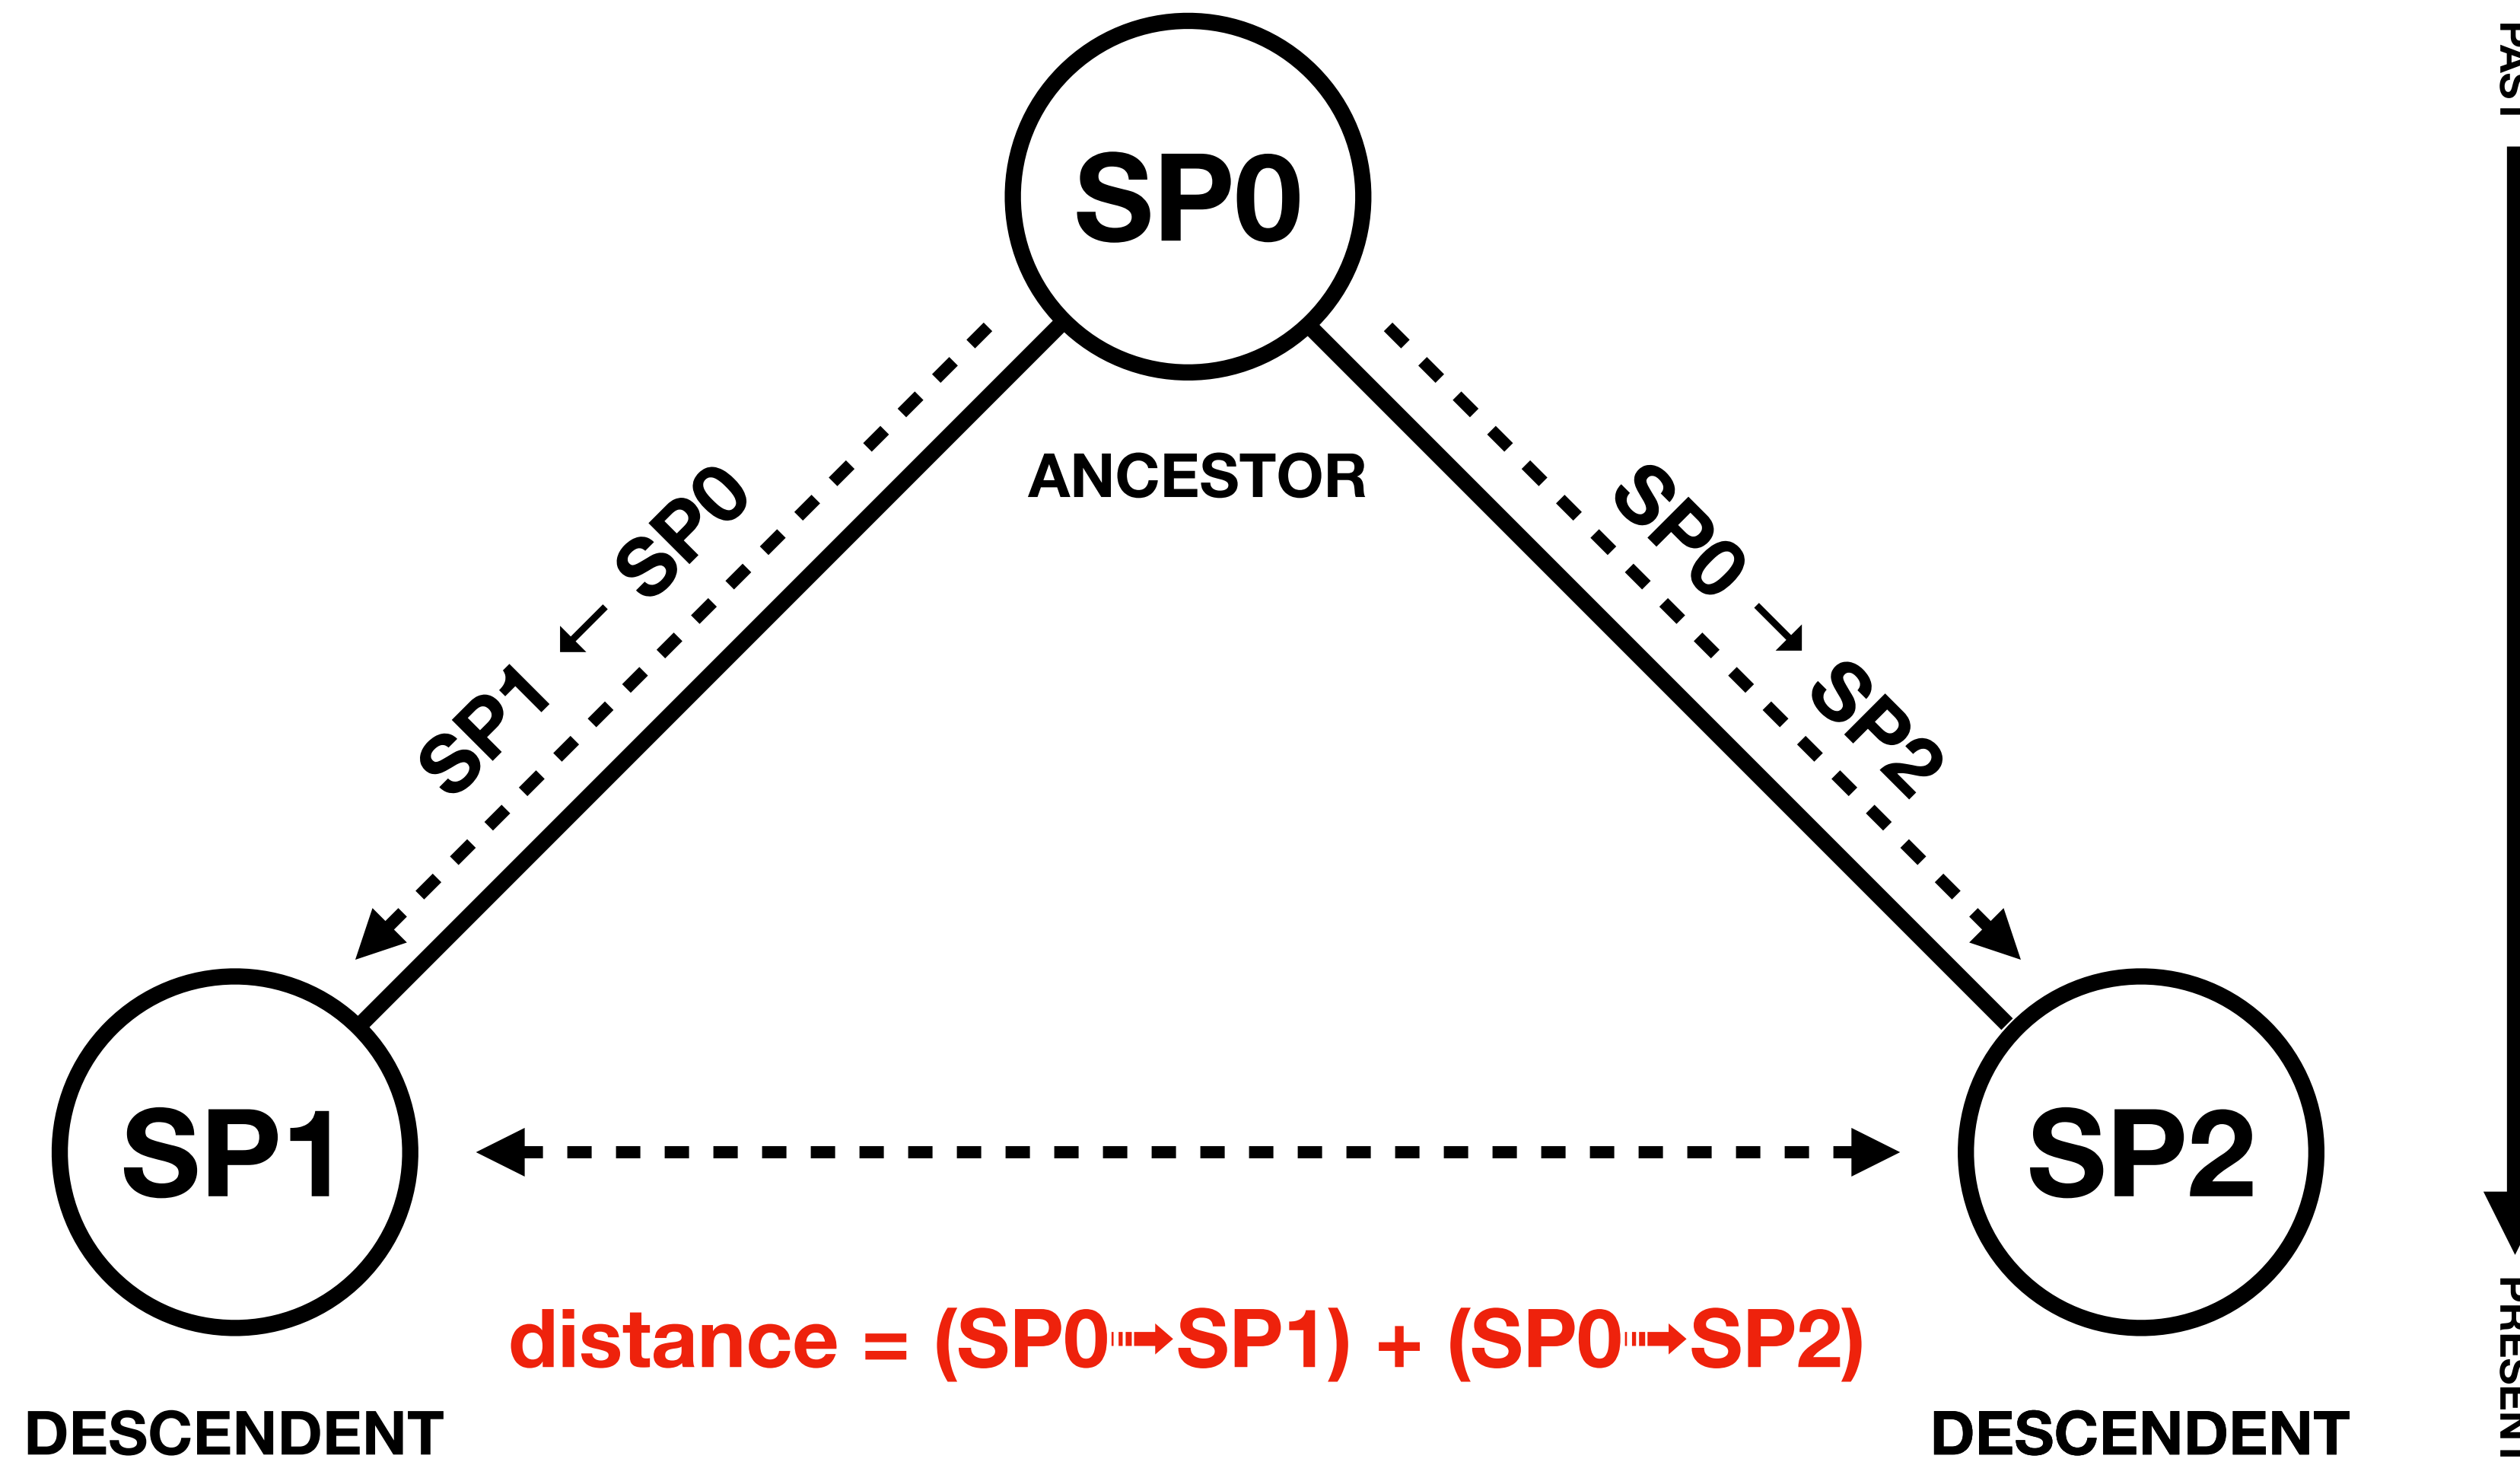 SP0
PAST
ANCESTOR
SP1 ← SP0
SP0 → SP2
SP1
SP2
distance = (SP0➟SP1) + (SP0➟SP2)
DESCENDENT
DESCENDENT
PRESENT